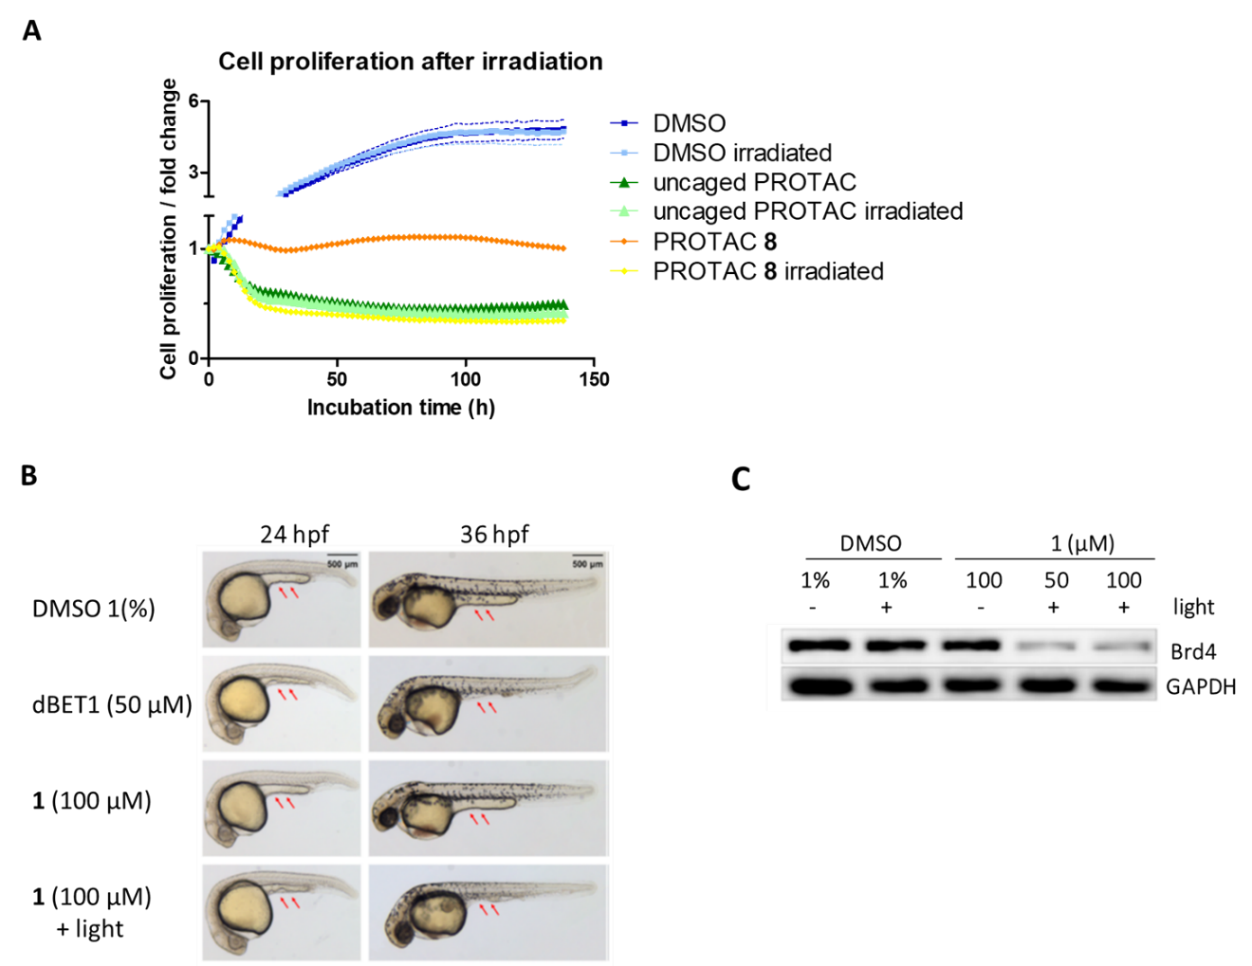 A
Cell proliferation after irradiation
Cell proliferation / fold change
6
3
1
0
0 50 100 150
Incubation time (h)
DMSO
DMSO irradiated
uncaged PROTAC
uncaged PROTAC irradiated
PROTAC 8
PROTAC 8 irradiated
B
24 hpf 36 hpf
500 µm 500 µm
DMSO 1(%)
dBET1 (50 µM)
1 (100 µM)
1 (100 µM)
+ light
C
DMSO 1 (µM)
1% 1% 100 50 100
- + - + + light
Brd4
GAPDH